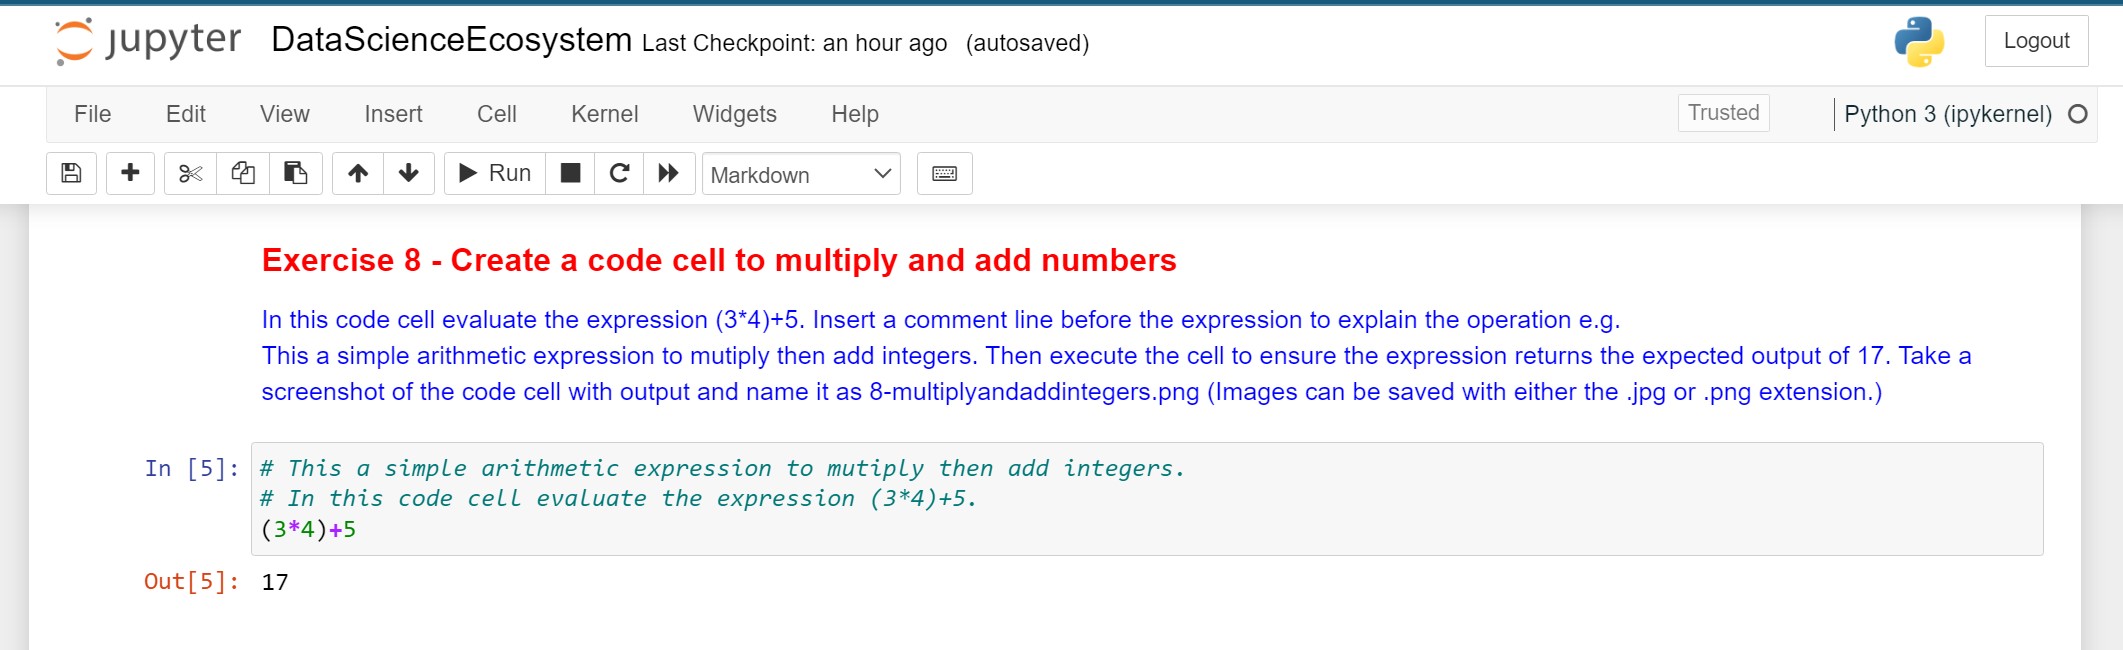 jupyter DataScienceEcosystem Last Checkpoint: an hour ago (autosaved) Logout
File Edit View Insert Cell Kernel Widgets Help Trusted Python 3 (ipykernel)
Run Markdown
Exercise 8 - Create a code cell to multiply and add numbers
In this code cell evaluate the expression (3*4)+5. Insert a comment line before the expression to explain the operation e.g.
This a simple arithmetic expression to mutiply then add integers. Then execute the cell to ensure the expression returns the expected output of 17. Take a
screenshot of the code cell with output and name it as 8-multiplyandaddintegers.png (Images can be saved with either the .jpg or .png extension.)
In [5]: # This a simple arithmetic expression to mutiply then add integers.
# In this code cell evaluate the expression (3*4)+5.
(3*4)+5
Out[5]: 17